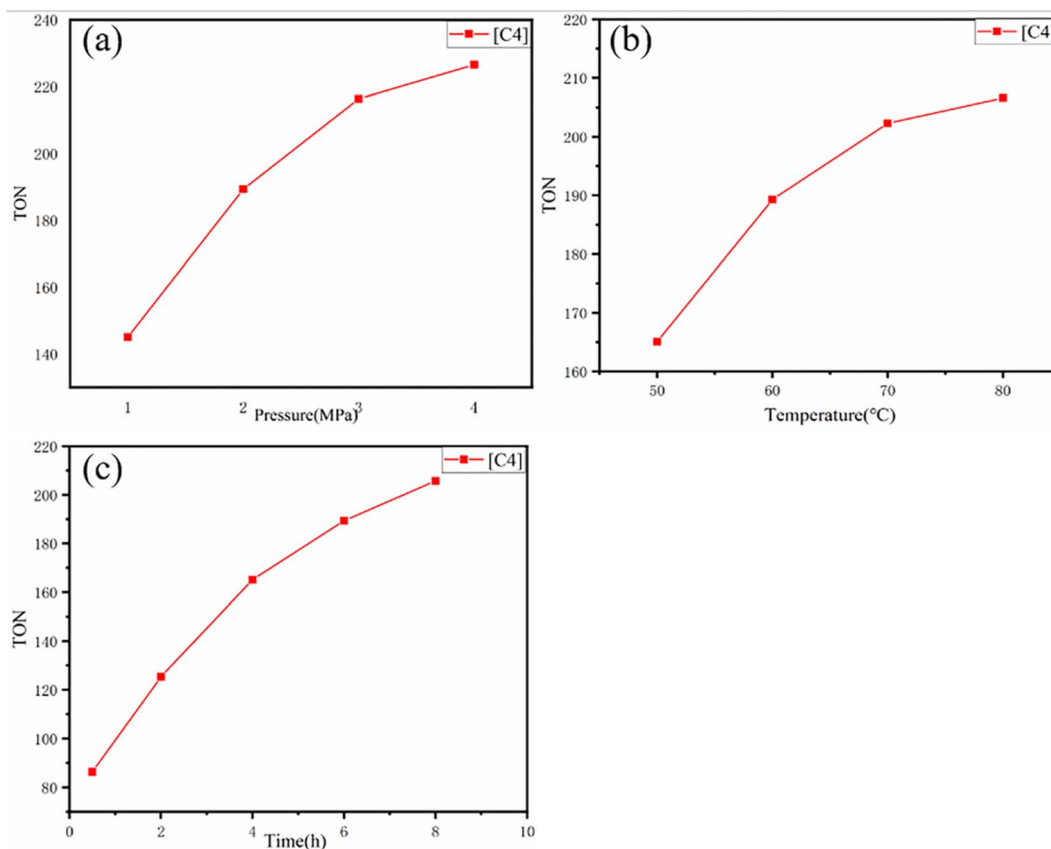 (a)
[C4]
240
220
200
180
160
140
TON
1
2
3
4
Pressure(MPa)
(b)
[C4
220
210
200
190
180
170
160
TON
50
60
70
80
Temperature(℃)
(c)
[C4]
220
200
180
160
140
120
100
80
TON
0
2
4
6
8
10
Time(h)